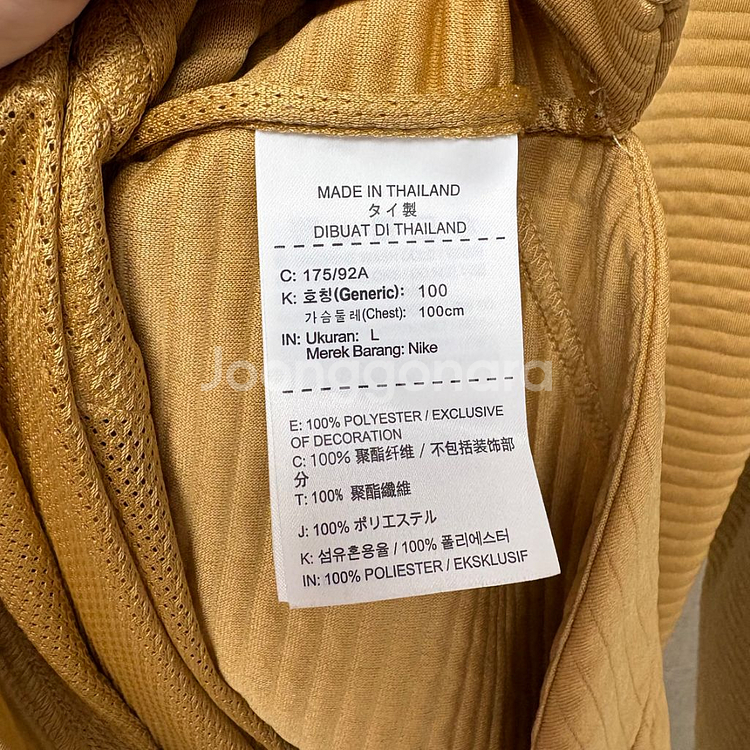 MADE IN THAILAND
タイ製
DIBUAT DI THAILAND
C: 175/92A
K: 호칭(Generic): 100
가슴둘레(Chest): 100cm
IN: Ukuran: L
Merek Barang: Nike
Joonggonara
E: 100% POLYESTER / EXCLUSIVE
OF DECORATION
C: 100% 聚酯纤维 / 不包括装饰部
分
T: 100% 聚酯纖維
J: 100% ポリエステル
K: 섬유혼용율 / 100% 폴리에스터
IN: 100% POLIESTER / EKSKLUSIF